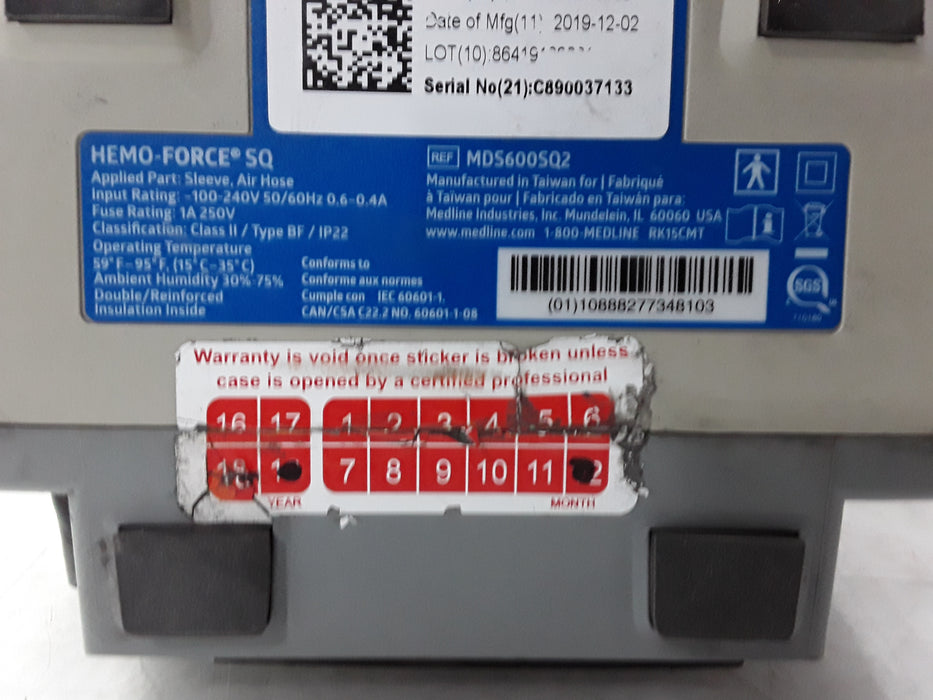 Date of Mfg(11) 2019-12-02
LOT(10):86419
Serial No(21):C890037133
HEMO-FORCE® SQ
Applied Part: Sleeve, Air Hose
Input Rating: ~100-240V 50/60Hz 0.6-0.4A
Fuse Rating: 1A 250V
Classification: Class II / Type BF / IP22
Operating Temperature
59°F-95°F, (15°C-35°C)
Ambient Humidity 30%-75%
Double/Reinforced
Insulation Inside
Conforms to
Conforme aux normes
Cumple con IEC 60601-1.
CAN/CSA C22.2 NO. 60601-1-08
REF MDS600SQ2
Manufactured in Taiwan for | Fabriqué
à Taïwan pour | Fabricado en Taiwán para:
Medline Industries, Inc. Mundelein, IL 60060 USA
www.medline.com 1-800-MEDLINE RK15CMT
(01)10888277348103
SGS
Warranty is void once sticker is broken unless
case is opened by a certified professional
16 17 1 2 3 4 5 6
7 8 9 10 11
YEAR MONTH